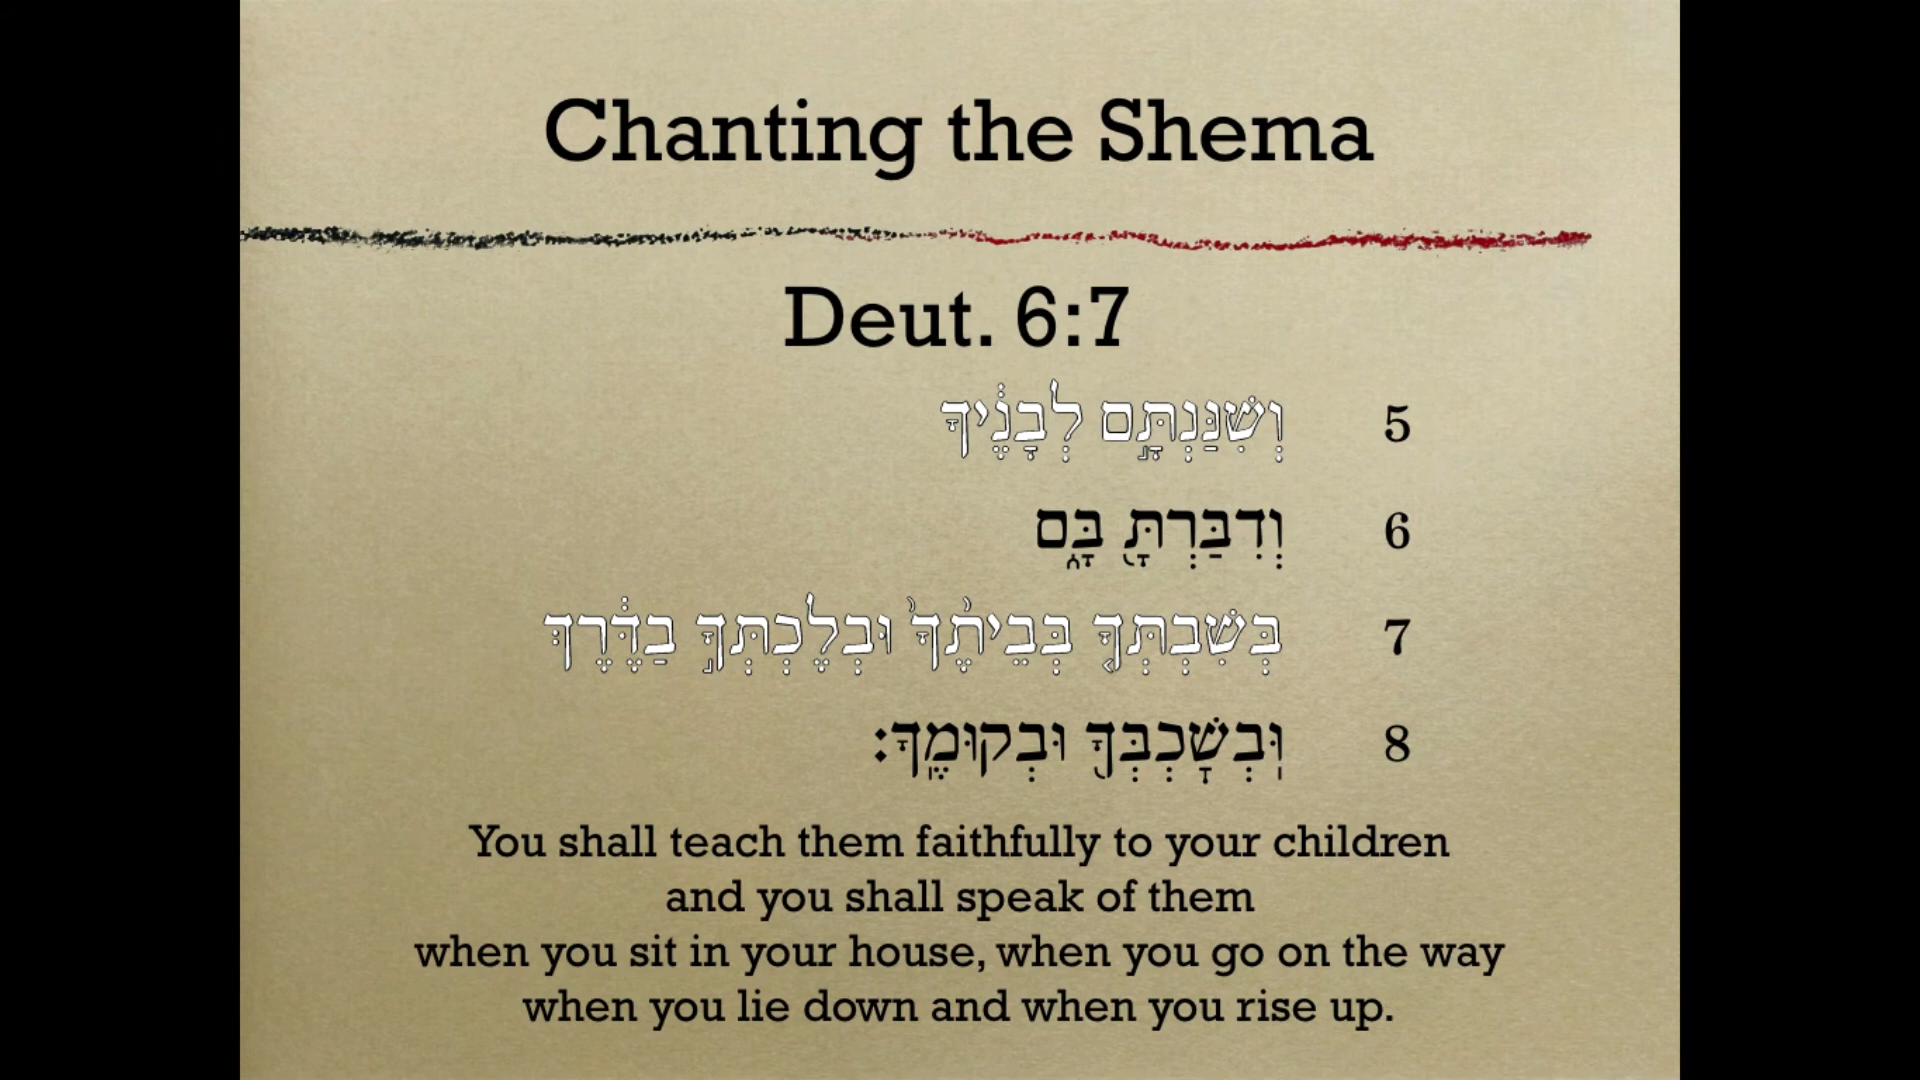 Chanting the Shema
Deut. 6:7
וְשִׁנַּנְתָּ֣ם לְבָנֶ֔יךָ 5
וְדִבַּרְתָּ֖ בָּ֑ם 6
בְּשִׁבְתְּךָ֤ בְּבֵיתֶ֙ךָ֙ וּבְלֶכְתְּךָ֣ בַדֶּ֔רֶךְ 7
וּֽבְשָׁכְבְּךָ֖ וּבְקוּמֶֽךָ׃ 8
You shall teach them faithfully to your children
and you shall speak of them
when you sit in your house, when you go on the way
when you lie down and when you rise up.